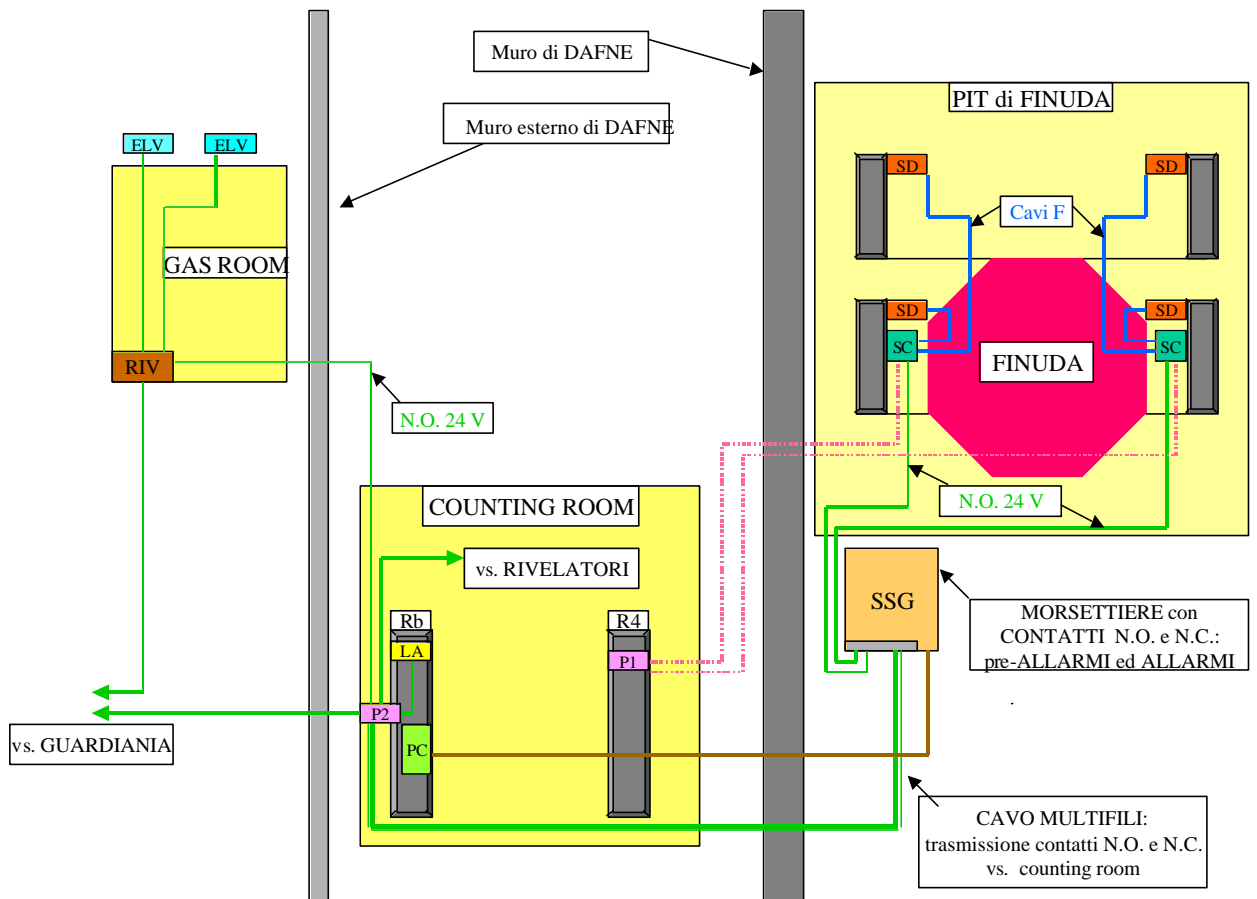 Muro di DAFNE
PIT di FINUDA
Muro esterno di DAFNE
ELV
ELV
SD
SD
Cavi F
GAS ROOM
SD
SD
SC
SC
FINUDA
RIV
N.O. 24 V
N.O. 24 V
COUNTING ROOM
vs. RIVELATORI
SSG
MORSETTIERE con
CONTATTI N.O. e N.C.:
pre-ALLARMI ed ALLARMI
.
Rb
R4
LA
P1
P2
PC
vs. GUARDIANIA
CAVO MULTIFILI:
trasmissione contatti N.O. e N.C.
vs. counting room